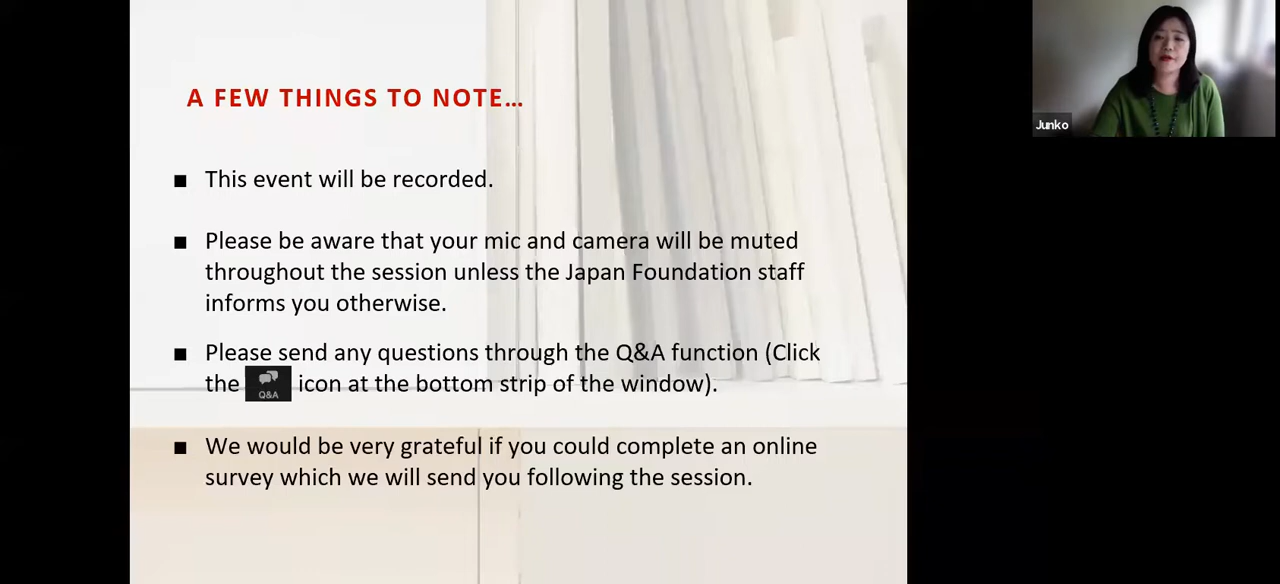 A FEW THINGS TO NOTE…
■ This event will be recorded.
■ Please be aware that your mic and camera will be muted
throughout the session unless the Japan Foundation staff
informs you otherwise.
■ Please send any questions through the Q&A function (Click
the Q&A icon at the bottom strip of the window).
■ We would be very grateful if you could complete an online
survey which we will send you following the session.
Junko